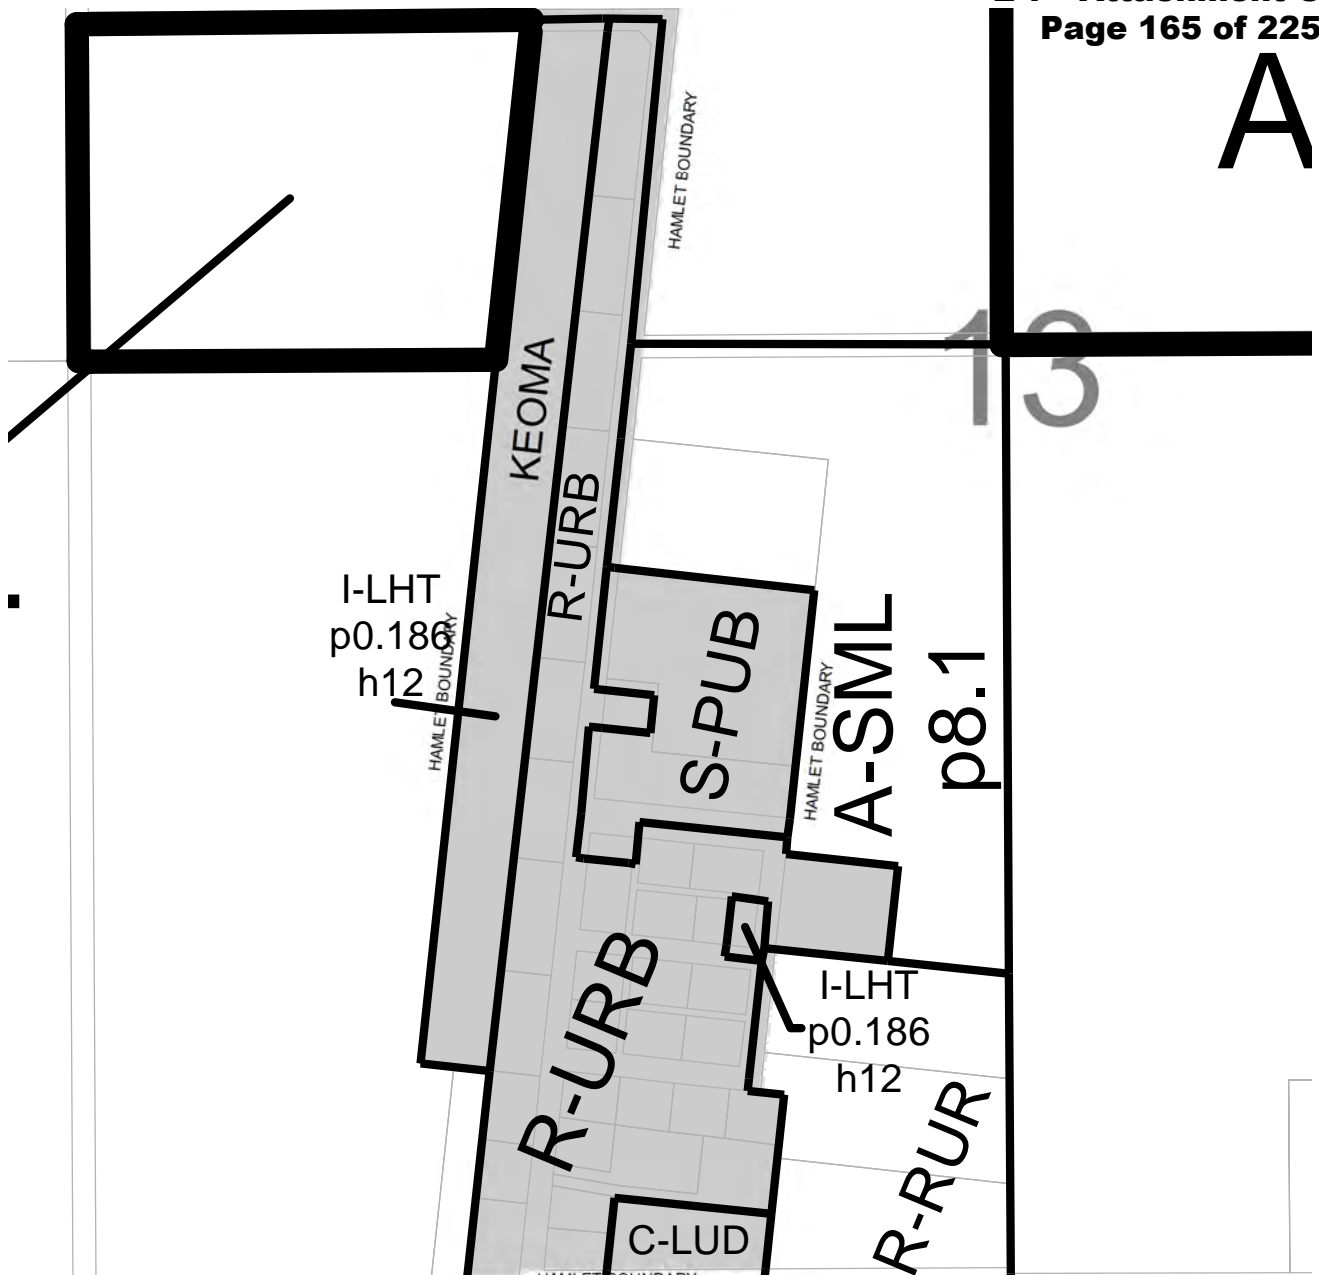 Page 165 of 225
A
HAMLET BOUNDARY
13
KEOMA
R-URB
I-LHT
p0.186
h12
HAMLET BOUNDARY
S-PUB
HAMLET BOUNDARY
A-SML
p8.1
R-URB
I-LHT
p0.186
h12
R-RUR
C-LUD